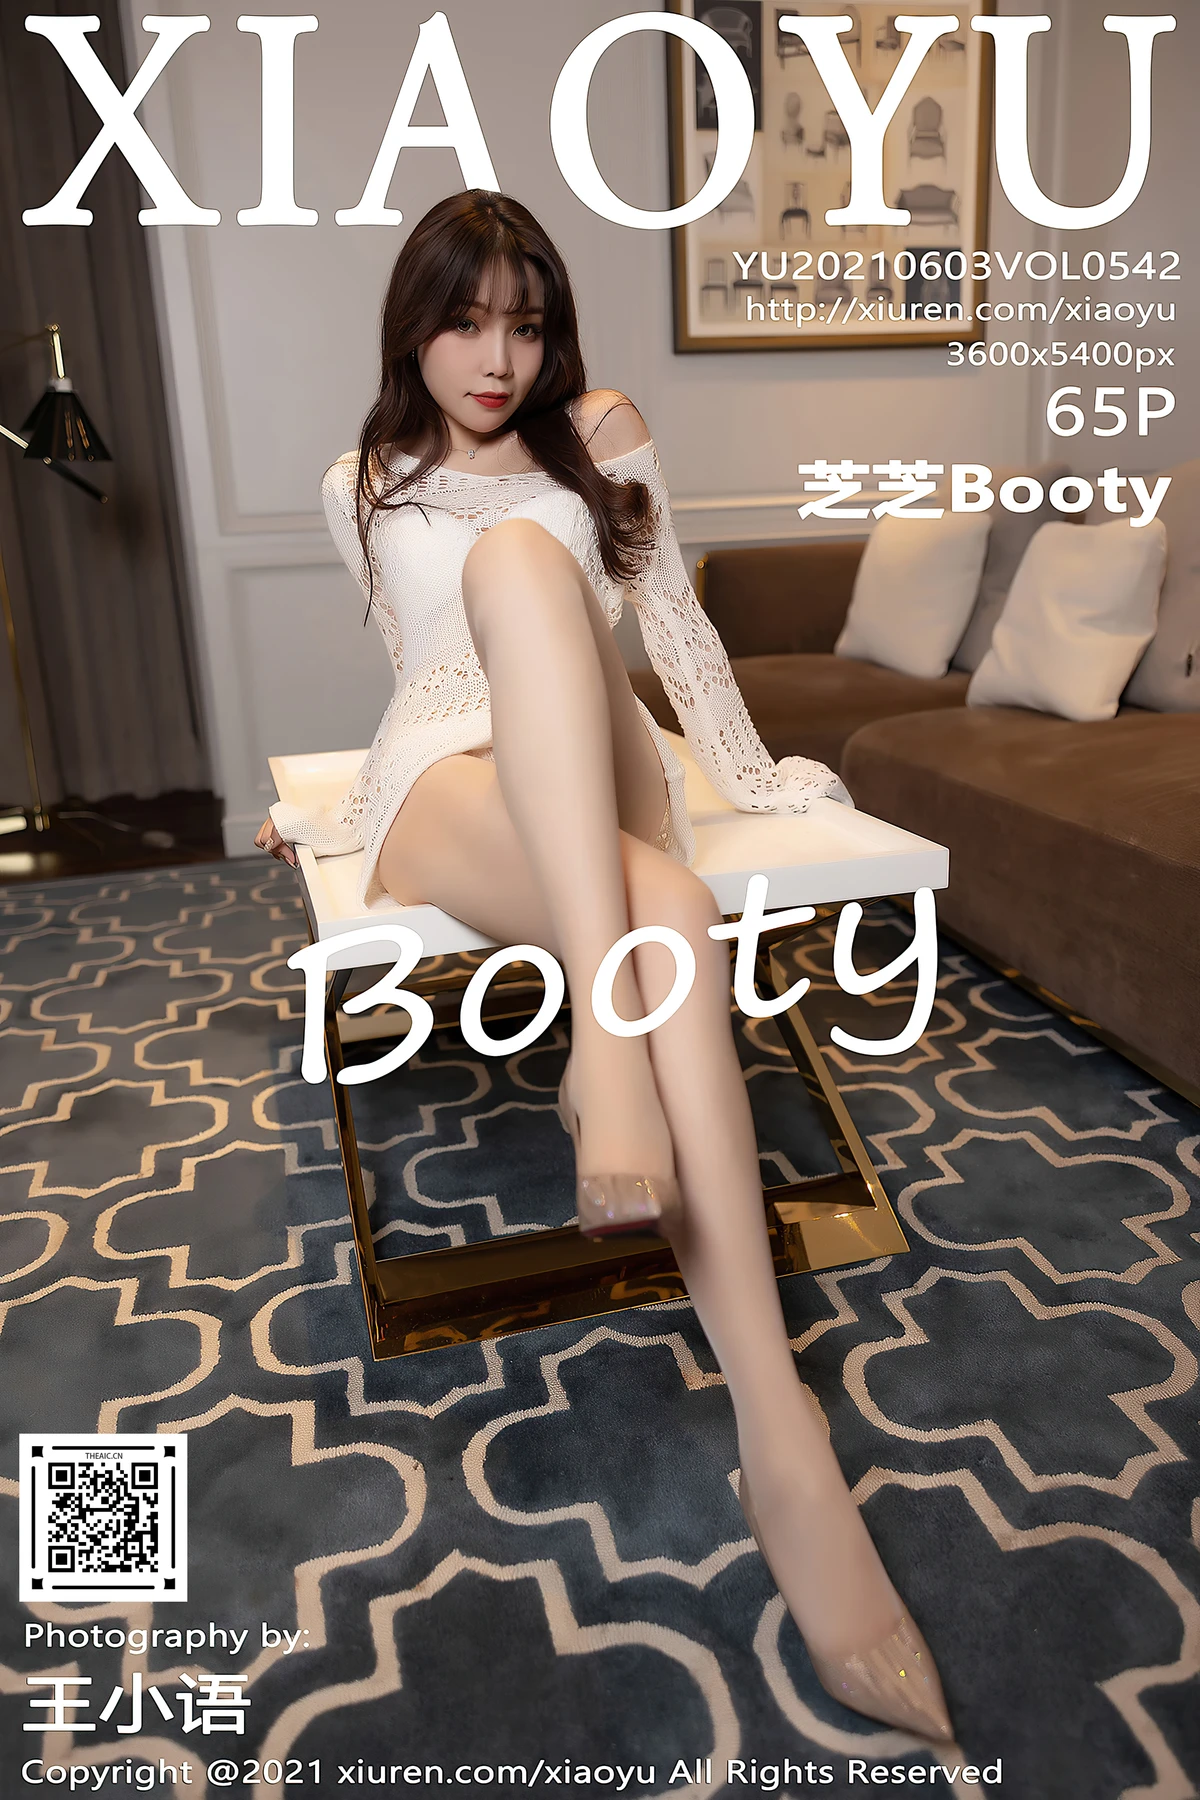 XIAOYU
YU20210603VOL0542
http://xiuren.com/xiaoyu
3600x5400px
65P
芝芝Booty
Booty
THEAIC.CN
Photography by:
王小语
Copyright @2021 xiuren.com/xiaoyu All Rights Reserved